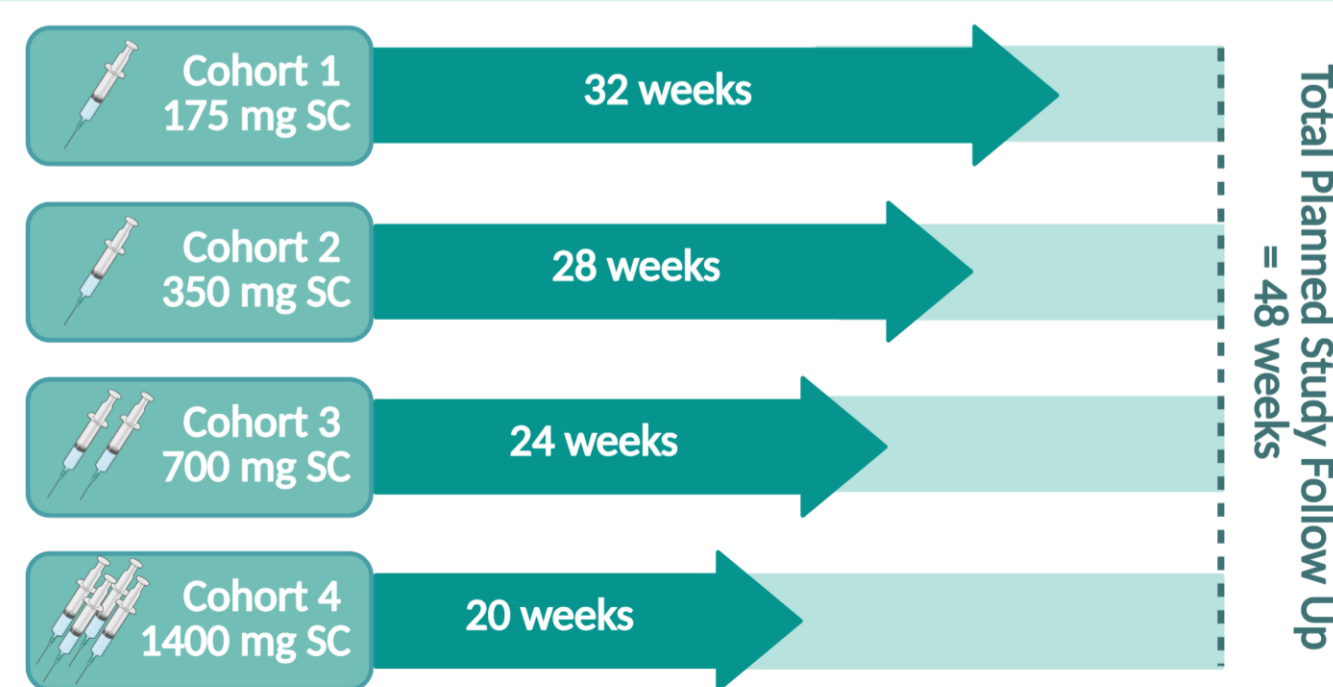 Cohort 1
175 mg SC
32 weeks
Cohort 2
350 mg SC
28 weeks
Cohort 3
700 mg SC
24 weeks
Cohort 4
1400 mg SC
20 weeks
Total Planned Study Follow Up
= 48 weeks